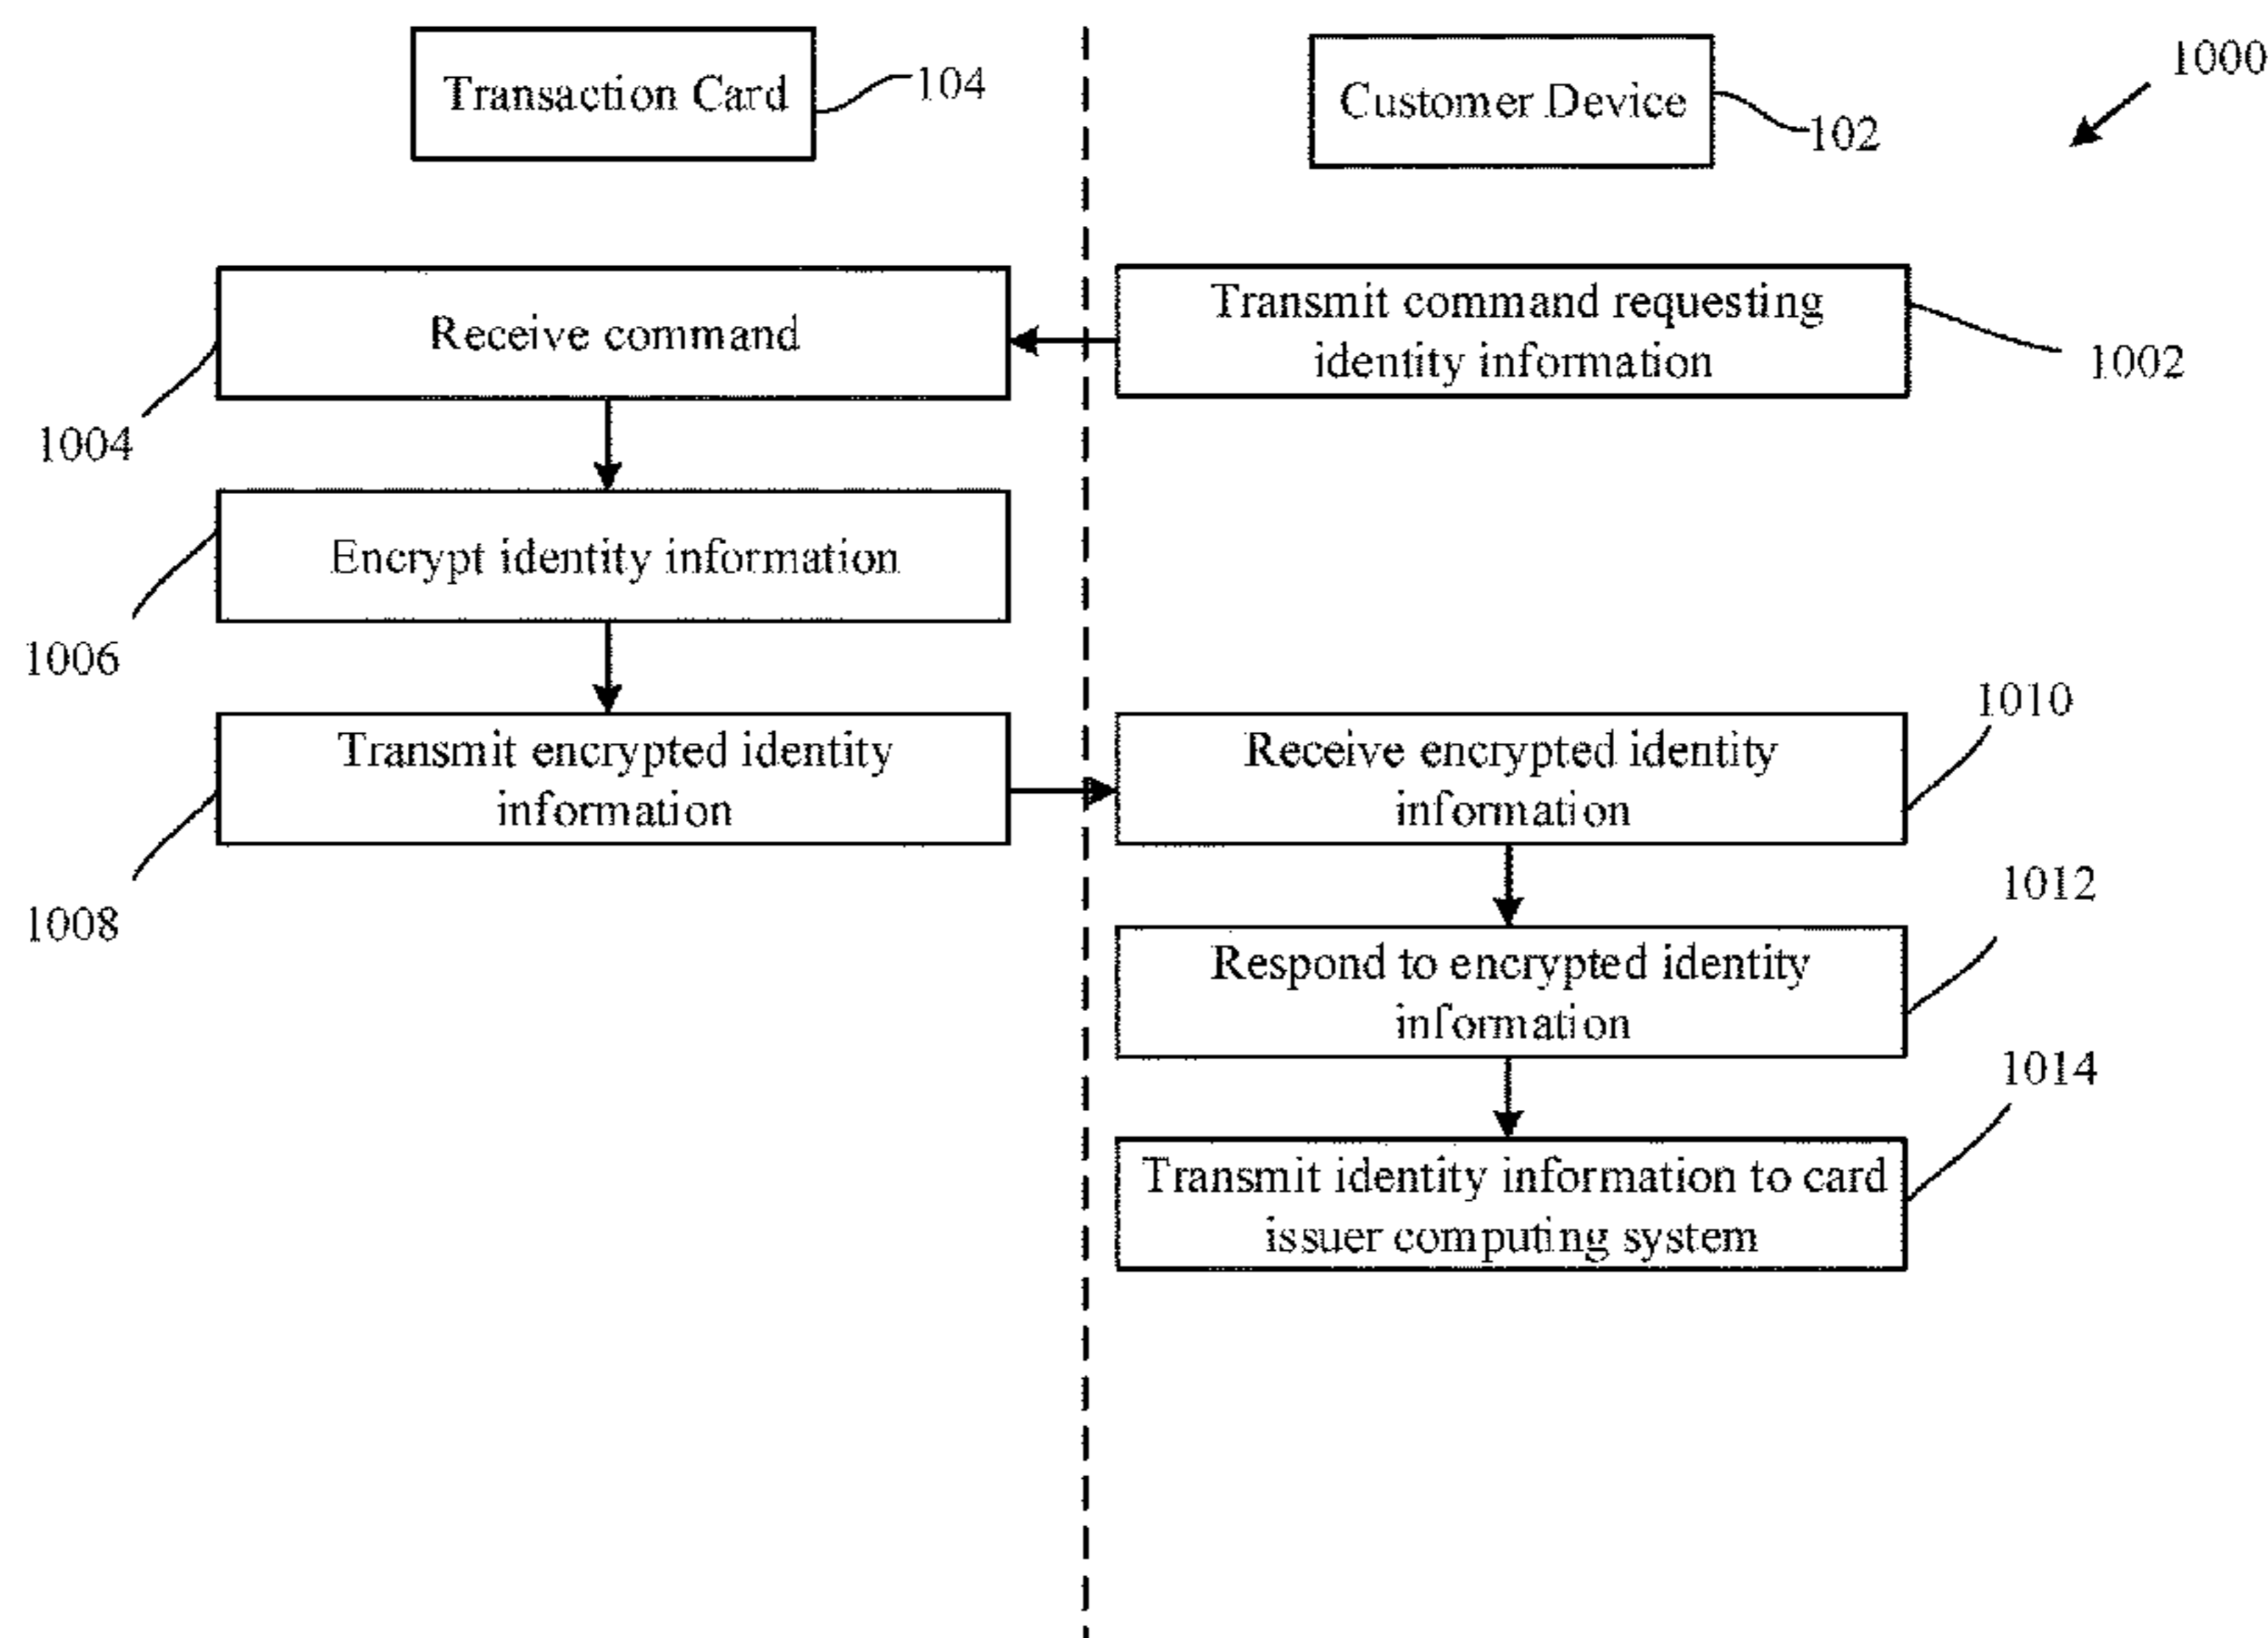 1000
Transaction Card
104
Customer Device
102
Receive command
1004
Transmit command requesting
identity information
1002
Encrypt identity information
1006
Transmit encrypted identity
information
1008
Receive encrypted identity
information
1010
Respond to encrypted identity
information
1012
Transmit identity information to card
issuer computing system
1014